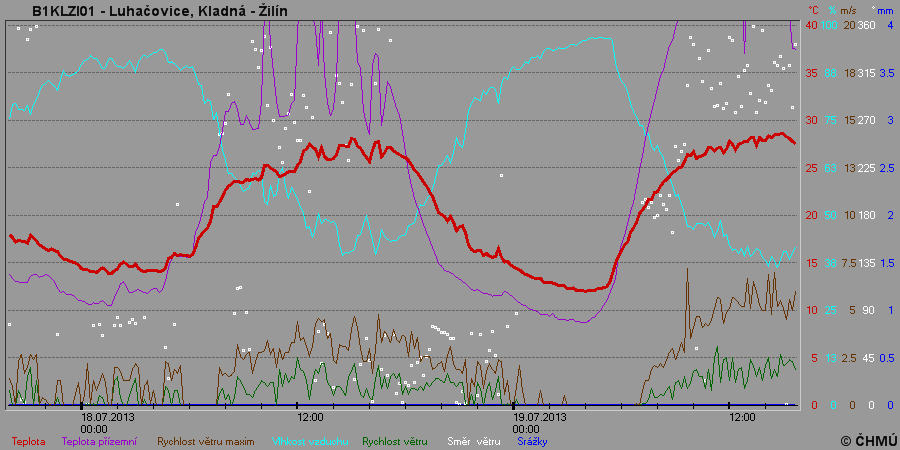 B1KLZI01 - Luhačovice, Kladná - Žilín
°C % m/s ° mm
40 100 20 360 4
35 88 18 315 3.5
30 75 15 270 3
25 63 13 225 2.5
20 50 10 180 2
15 38 7.5 135 1.5
10 25 5 90 1
5 13 2.5 45 0.5
0 0 0 0 0
18.07.2013 12:00 19.07.2013 12:00
00:00 00:00
Teplota Teplota přízemní Rychlost větru maxim Vlhkost vzduchu Rychlost větru Směr větru Srážky
© ČHMÚ